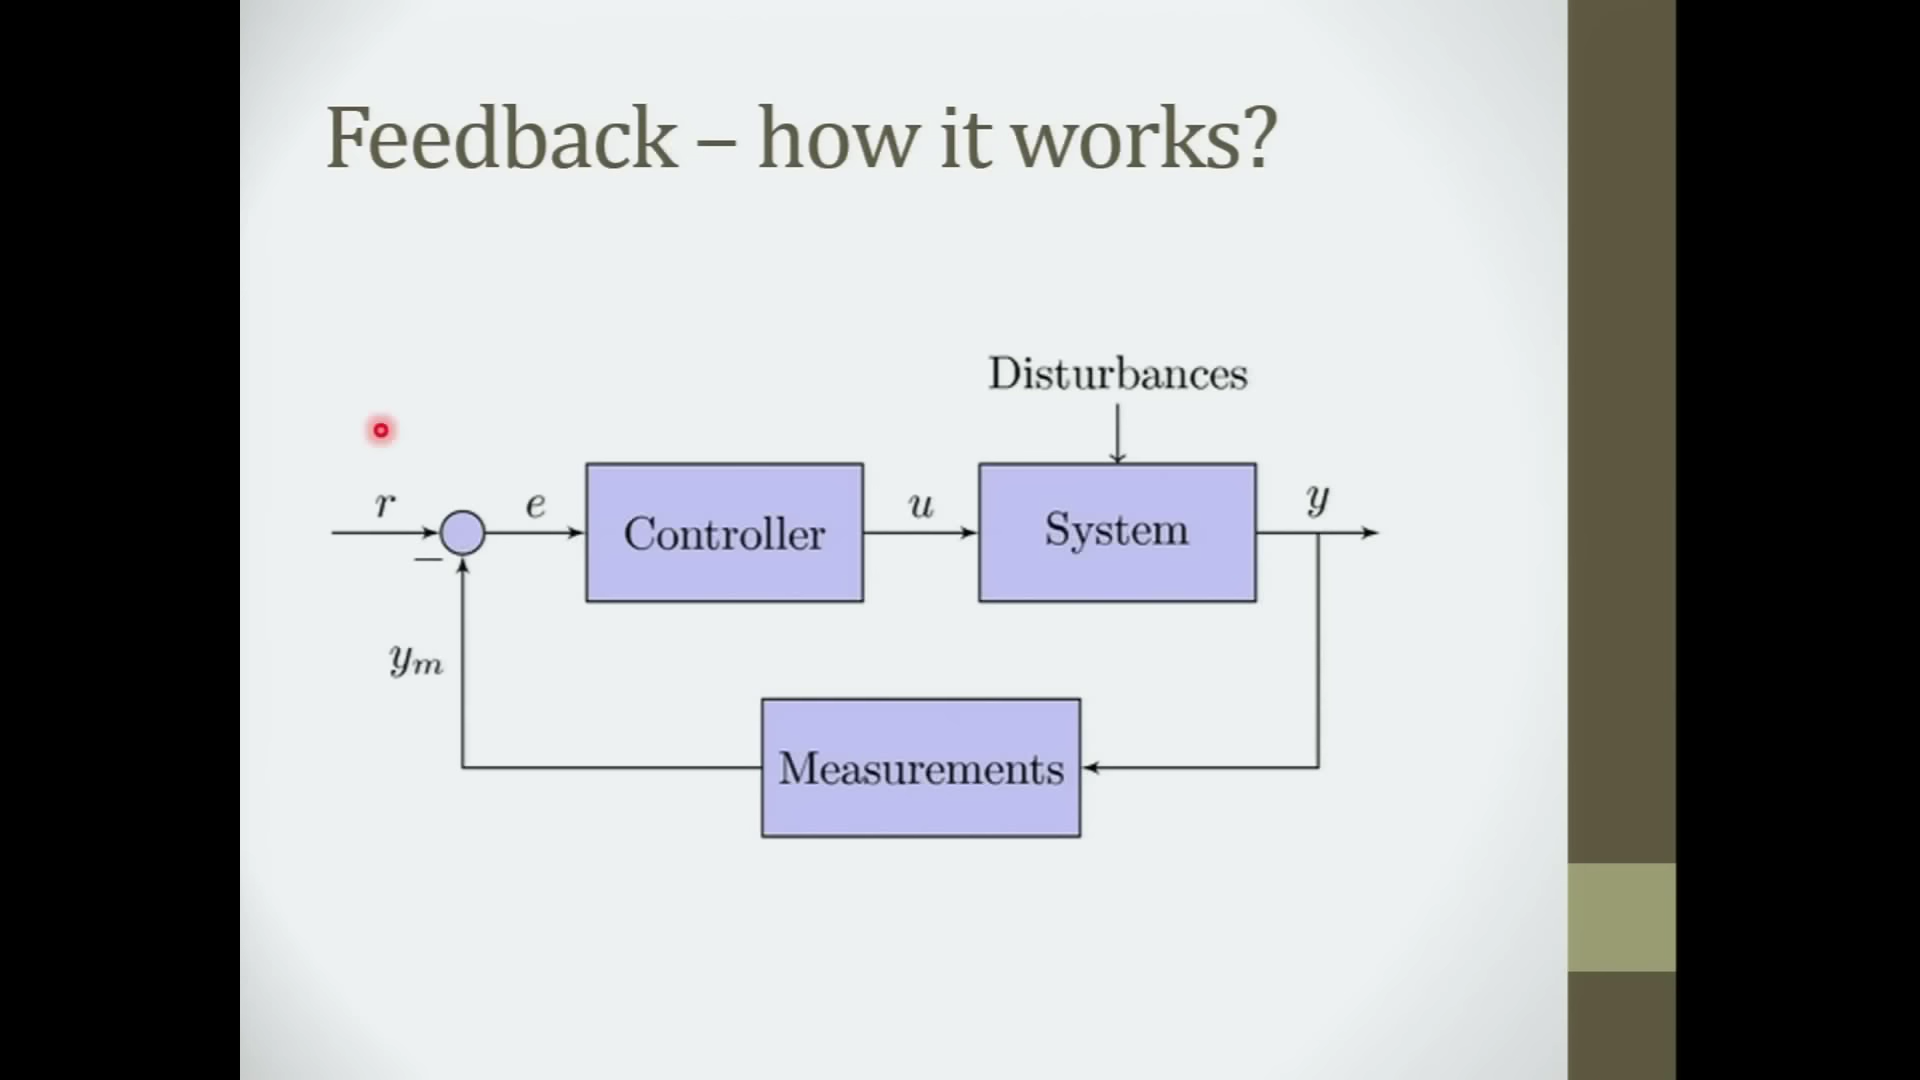 Feedback – how it works?
Disturbances
r
e
Controller
u
System
y
−
y_m
Measurements